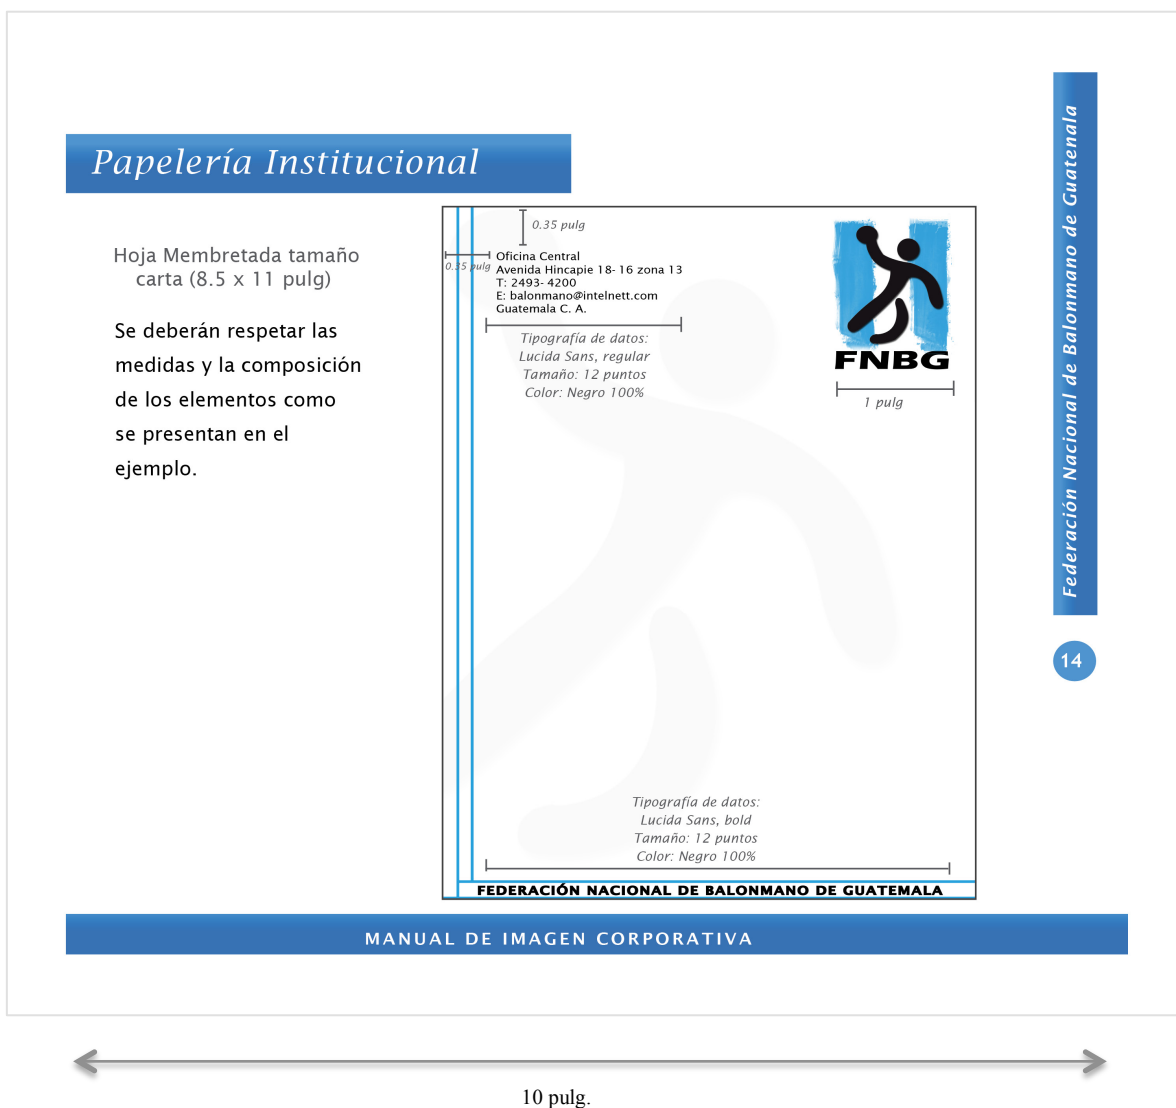 Papelería Institucional
Hoja Membretada tamaño
carta (8.5 x 11 pulg)
Se deberán respetar las
medidas y la composición
de los elementos como
se presentan en el
ejemplo.
0.35 pulg
0.35 pulg
Oficina Central
Avenida Hincapie 18- 16 zona 13
T: 2493- 4200
E: balonmano@intelnett.com
Guatemala C. A.
Tipografía de datos:
Lucida Sans, regular
Tamaño: 12 puntos
Color: Negro 100%
FNBG
1 pulg
Tipografía de datos:
Lucida Sans, bold
Tamaño: 12 puntos
Color: Negro 100%
FEDERACIÓN NACIONAL DE BALONMANO DE GUATEMALA
Federación Nacional de Balonmano de Guatenala
14
MANUAL DE IMAGEN CORPORATIVA
10 pulg.